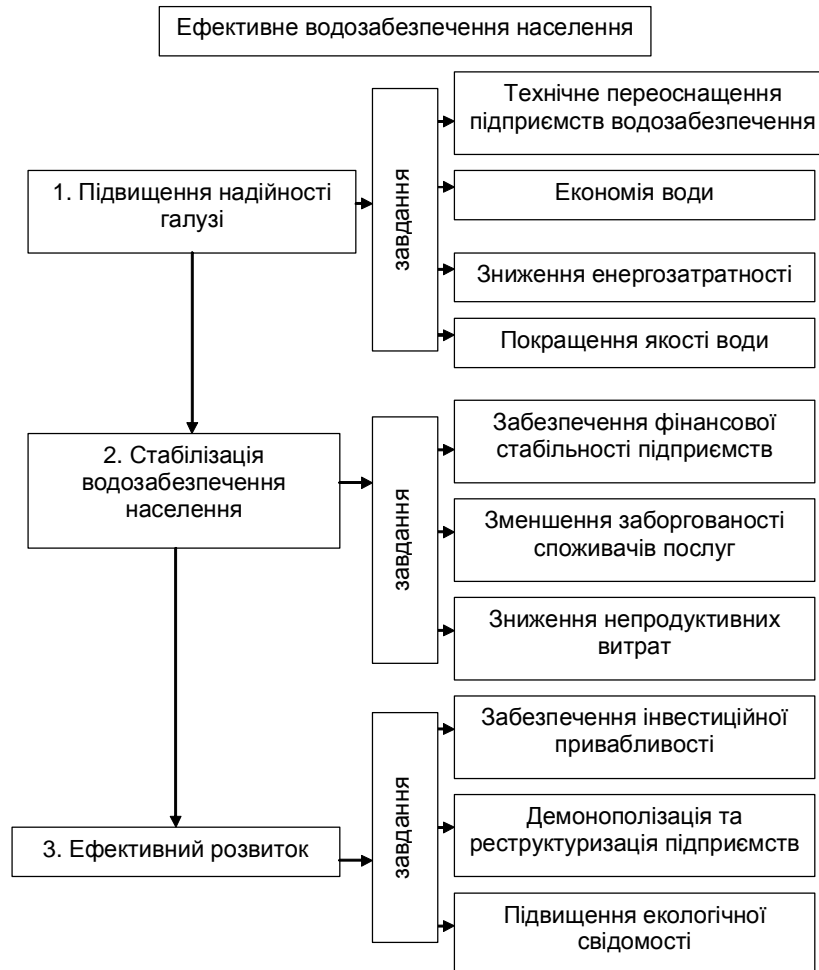 Ефективне водозабезпечення населення
1. Підвищення надійності
галузі
завдання
Технічне переоснащення
підприємств водозабезпечення
Економія води
Зниження енергозатратності
Покращення якості води
2. Стабілізація
водозабезпечення
населення
завдання
Забезпечення фінансової
стабільності підприємств
Зменшення заборгованості
споживачів послуг
Зниження непродуктивних
витрат
3. Ефективний розвиток
завдання
Забезпечення інвестиційної
привабливості
Демонополізація та
реструктуризація підприємств
Підвищення екологічної
свідомості